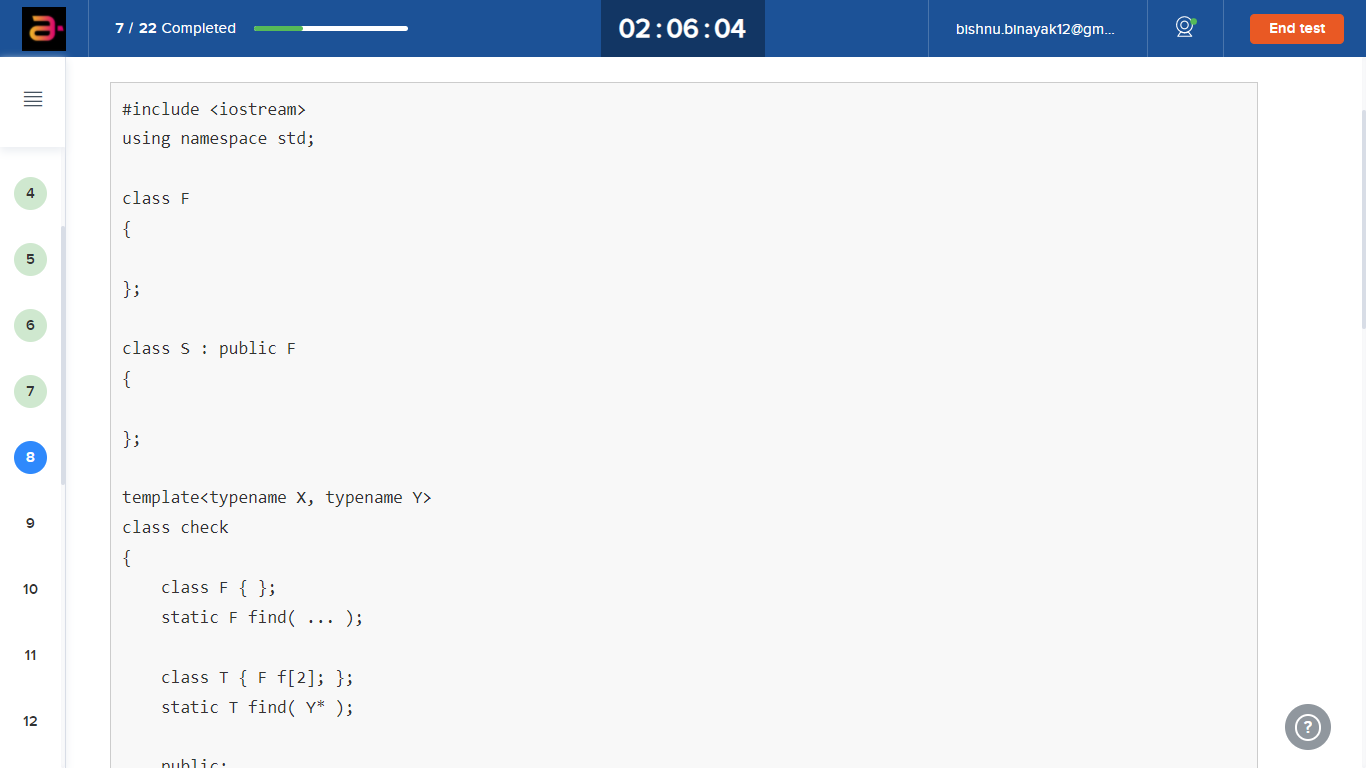 7 / 22 Completed
02:06:04
bishnu.binayak12@gm...
End test
4
5
6
7
8
9
10
11
12
#include <iostream>
using namespace std;
class F
{
};
class S : public F
{
};
template<typename X, typename Y>
class check
{
class F { };
static F find( ... );
class T { F f[2]; };
static T find( Y* );
public:
?